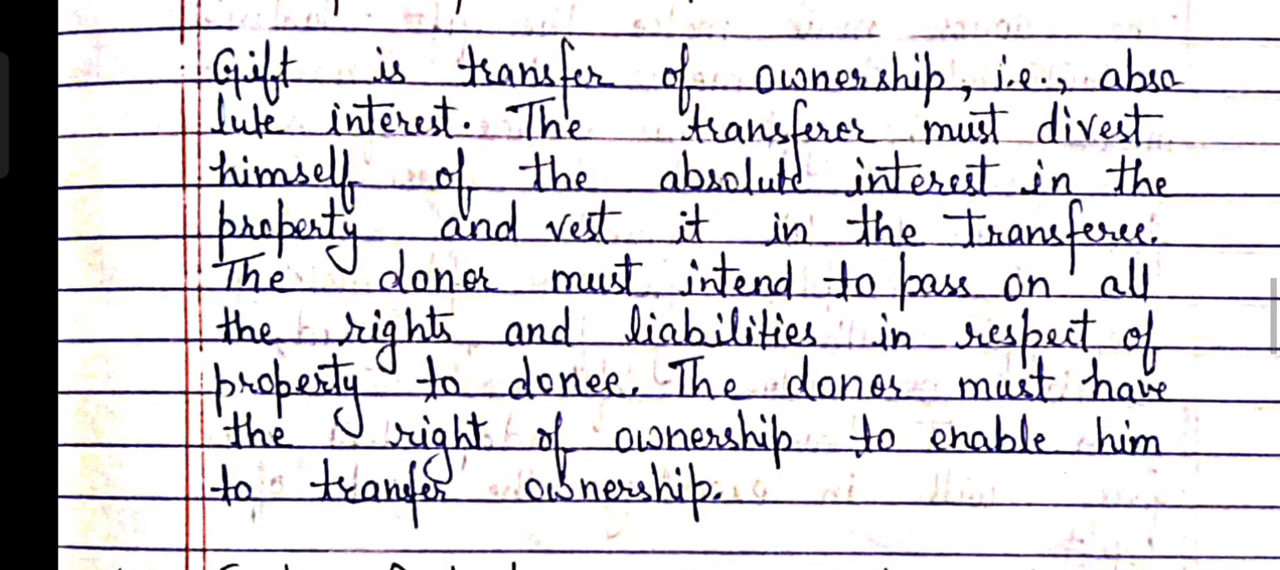 Gift is transfer of ownership, i.e., abso
lute interest. The transferor must divest
himself of the absolute interest in the
property and vest it in the Transferee.
The donor must intend to pass on all
the rights and liabilities in respect of
property to donee. The donor must have
the right of ownership to enable him
to transfer ownership.